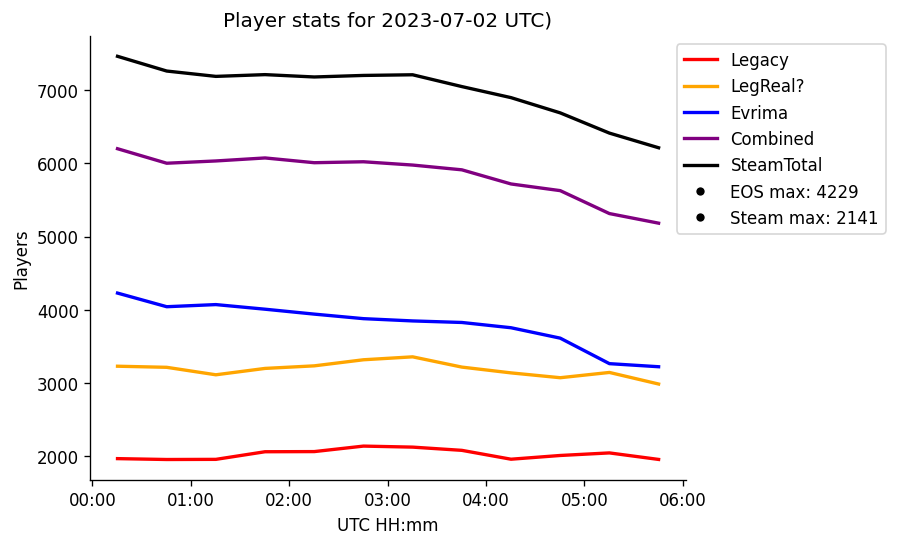 Player stats for 2023-07-02 UTC)
Players
7000
6000
5000
4000
3000
2000
00:00 01:00 02:00 03:00 04:00 05:00 06:00
UTC HH:mm
Legacy
LegReal?
Evrima
Combined
SteamTotal
EOS max: 4229
Steam max: 2141